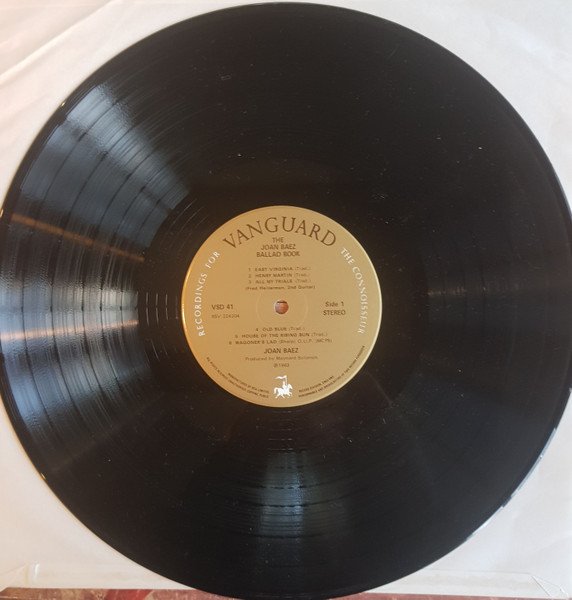 RECORDINGS FOR VANGUARD THE CONNOISSEUR
THE
JOAN BAEZ
BALLAD BOOK
1 EAST VIRGINIA (Trad.)
2 HENRY MARTIN (Trad.)
3 ALL MY TRIALS (Trad.)
(Fred Hellerman, 2nd Guitar)
VSD 41
Side 1
STEREO
4 OLD BLUE (Trad.)
5 HOUSE OF THE RISING SUN (Trad.)
6 WAGONER'S LAD
JOAN BAEZ
Produced by Maynard Solomon